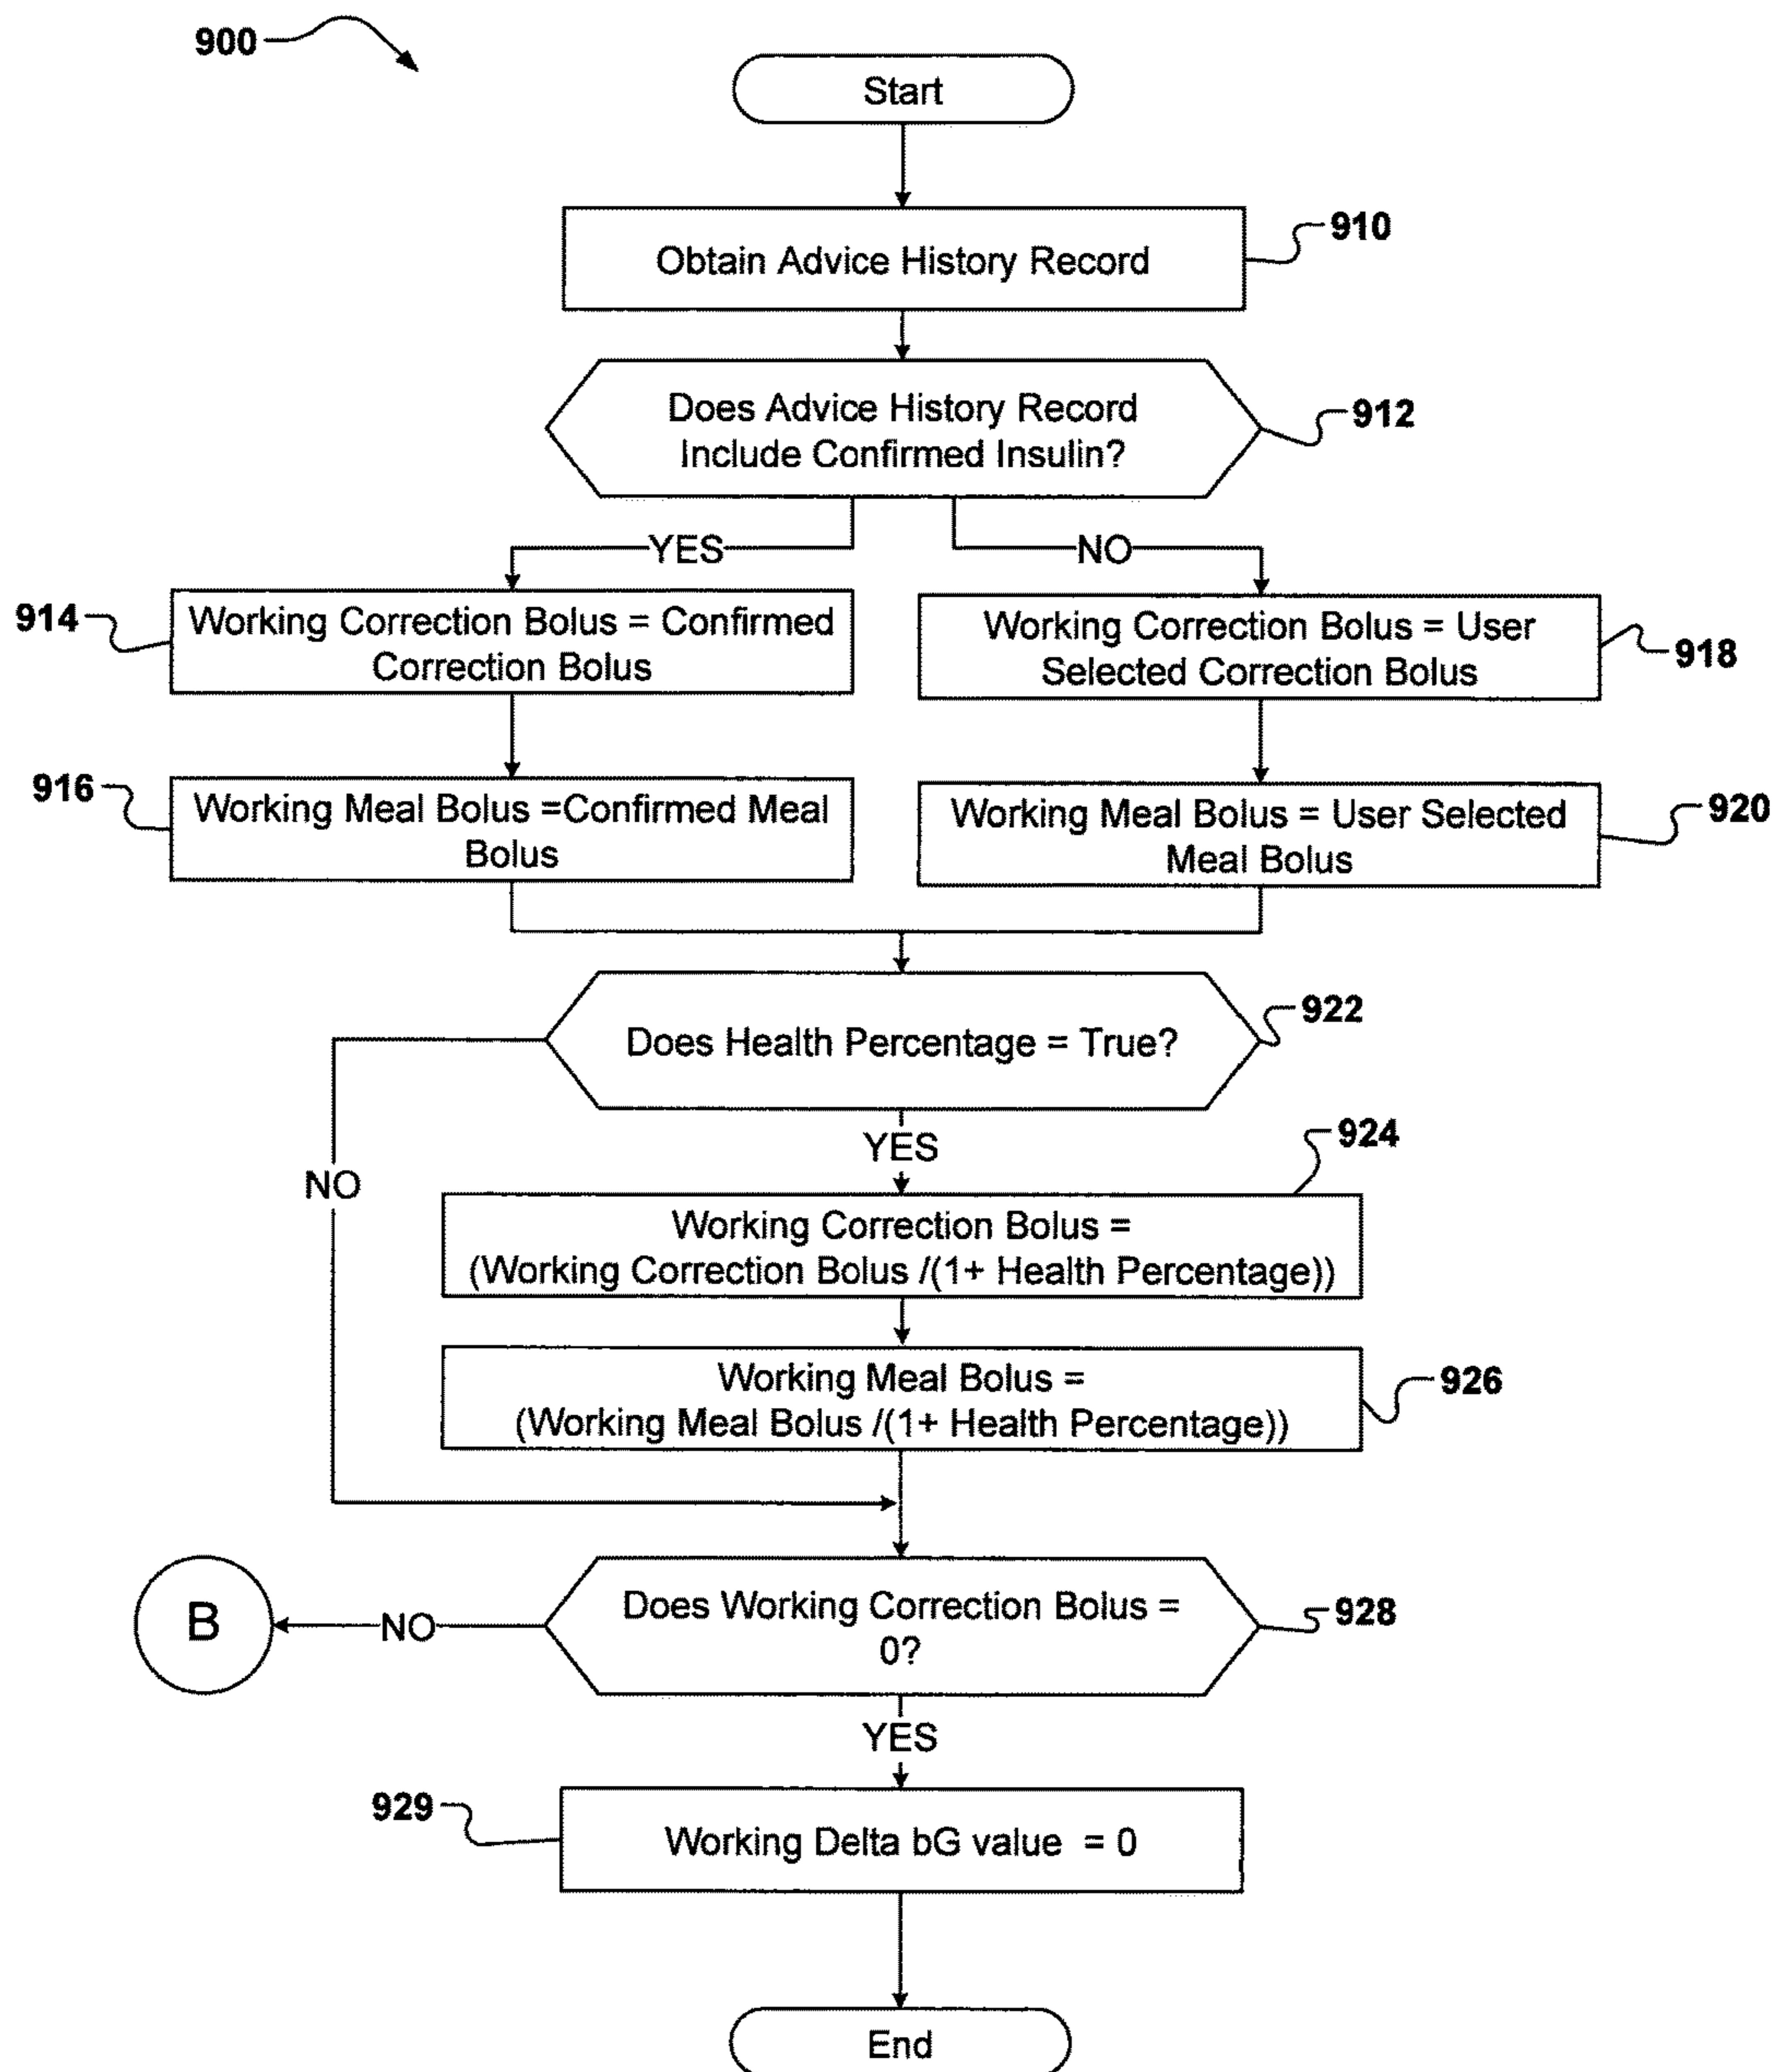 900
Start
910
Obtain Advice History Record
Does Advice History Record
Include Confirmed Insulin?
912
YES
NO
914
Working Correction Bolus = Confirmed
Correction Bolus
Working Correction Bolus = User
Selected Correction Bolus
918
916
Working Meal Bolus =Confirmed Meal
Bolus
Working Meal Bolus = User Selected
Meal Bolus
920
Does Health Percentage = True?
922
YES
924
NO
Working Correction Bolus =
(Working Correction Bolus /(1+ Health Percentage))
Working Meal Bolus =
(Working Meal Bolus /(1+ Health Percentage))
926
B
NO
Does Working Correction Bolus =
0?
928
YES
929
Working Delta bG value = 0
End